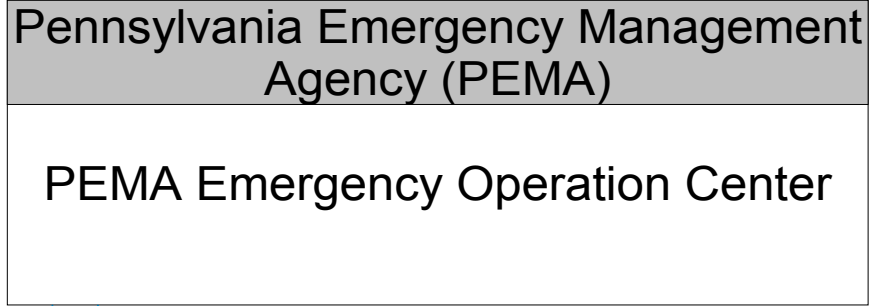 Pennsylvania Emergency Management
Agency (PEMA)
PEMA Emergency Operation Center